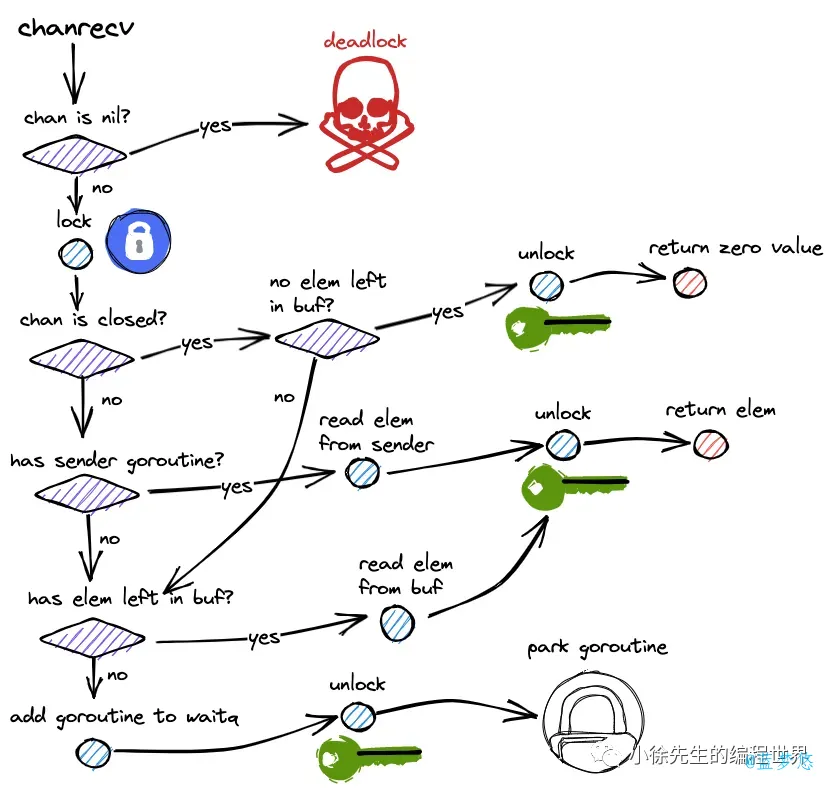 chanrecv
deadlock
chan is nil?
yes
no
lock
no elem left
in buf?
unlock
return zero value
chan is closed?
yes
yes
no
no
read elem
from sender
unlock
return elem
has sender goroutine?
yes
no
read elem
from buf
has elem left in buf?
yes
park goroutine
no
unlock
add goroutine to waitq
小徐先生的编程世界
@蓝梦悠